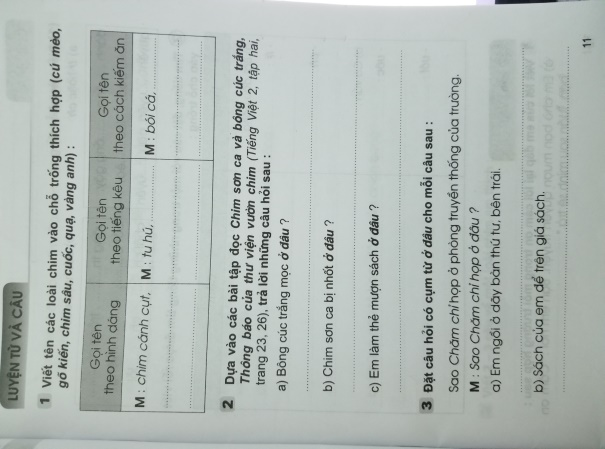 LUYỆN TỪ VÀ CÂU
1 Viết tên các loài chim vào chỗ trống thích hợp (cú mèo,
gõ kiến, chim sâu, cuốc, quạ, vàng anh) :
Gọi tên
theo hình dáng
Gọi tên
theo tiếng kêu
Gọi tên
theo cách kiếm ăn
M : chim cánh cụt,
M : tu hú,
M : bói cá,
2 Dựa vào các bài tập đọc Chim sơn ca và bông cúc trắng,
Thông báo của thư viện vườn chim (Tiếng Việt 2, tập hai,
trang 23, 26), trả lời những câu hỏi sau :
a) Bông cúc trắng mọc ở đâu ?
b) Chim sơn ca bị nhốt ở đâu ?
c) Em làm thẻ mượn sách ở đâu ?
3 Đặt câu hỏi có cụm từ ở đâu cho mỗi câu sau :
Sao Chăm chỉ họp ở phòng truyền thống của trường.
M : Sao Chăm chỉ họp ở đâu ?
a) Em ngồi ở dãy bàn thứ tư, bên trái.
b) Sách của em để trên giá sách.
11